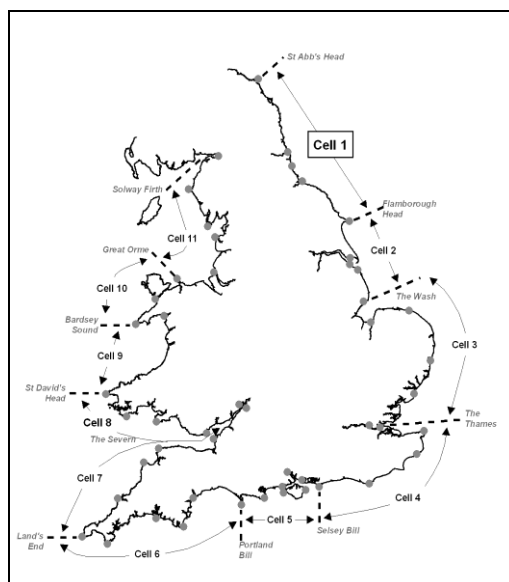 St Abb's Head
Cell 1
Solway Firth
Flamborough
Head
Cell 11
Great Orme
Cell 2
Cell 10
The Wash
Bardsey
Sound
Cell 3
Cell 9
St David's
Head
Cell 8
The
Thames
The Severn
Cell 7
Cell 4
Cell 5
Land's
End
Selsey Bill
Cell 6
Portland
Bill